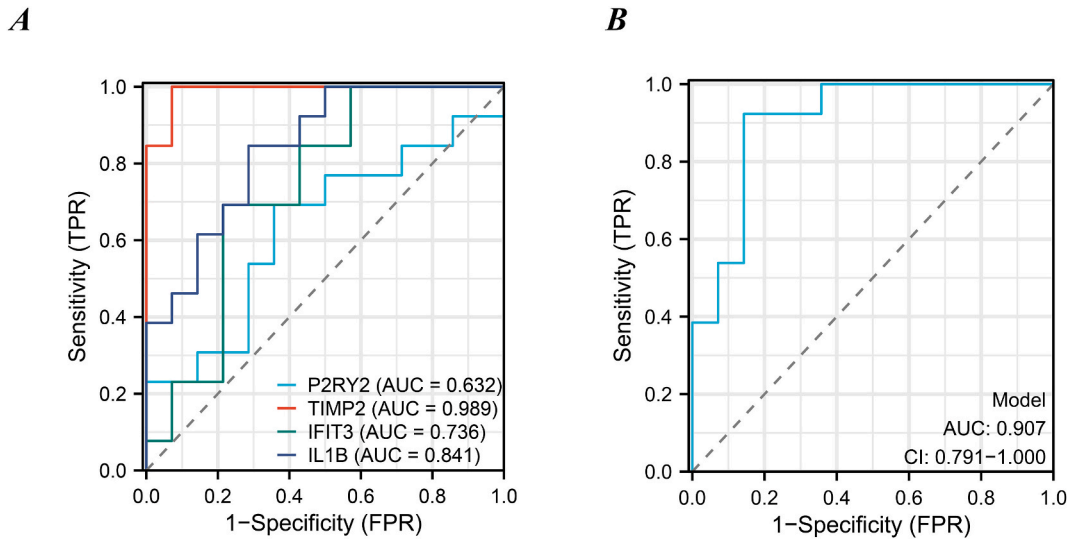 A
B
1.0
0.8
0.6
0.4
0.2
0.0
Sensitivity (TPR)
P2RY2 (AUC = 0.632)
TIMP2 (AUC = 0.989)
IFIT3 (AUC = 0.736)
IL1B (AUC = 0.841)
0.0 0.2 0.4 0.6 0.8 1.0
1−Specificity (FPR)
1.0
0.8
0.6
0.4
0.2
0.0
Sensitivity (TPR)
Model
AUC: 0.907
CI: 0.791−1.000
0.0 0.2 0.4 0.6 0.8 1.0
1−Specificity (FPR)